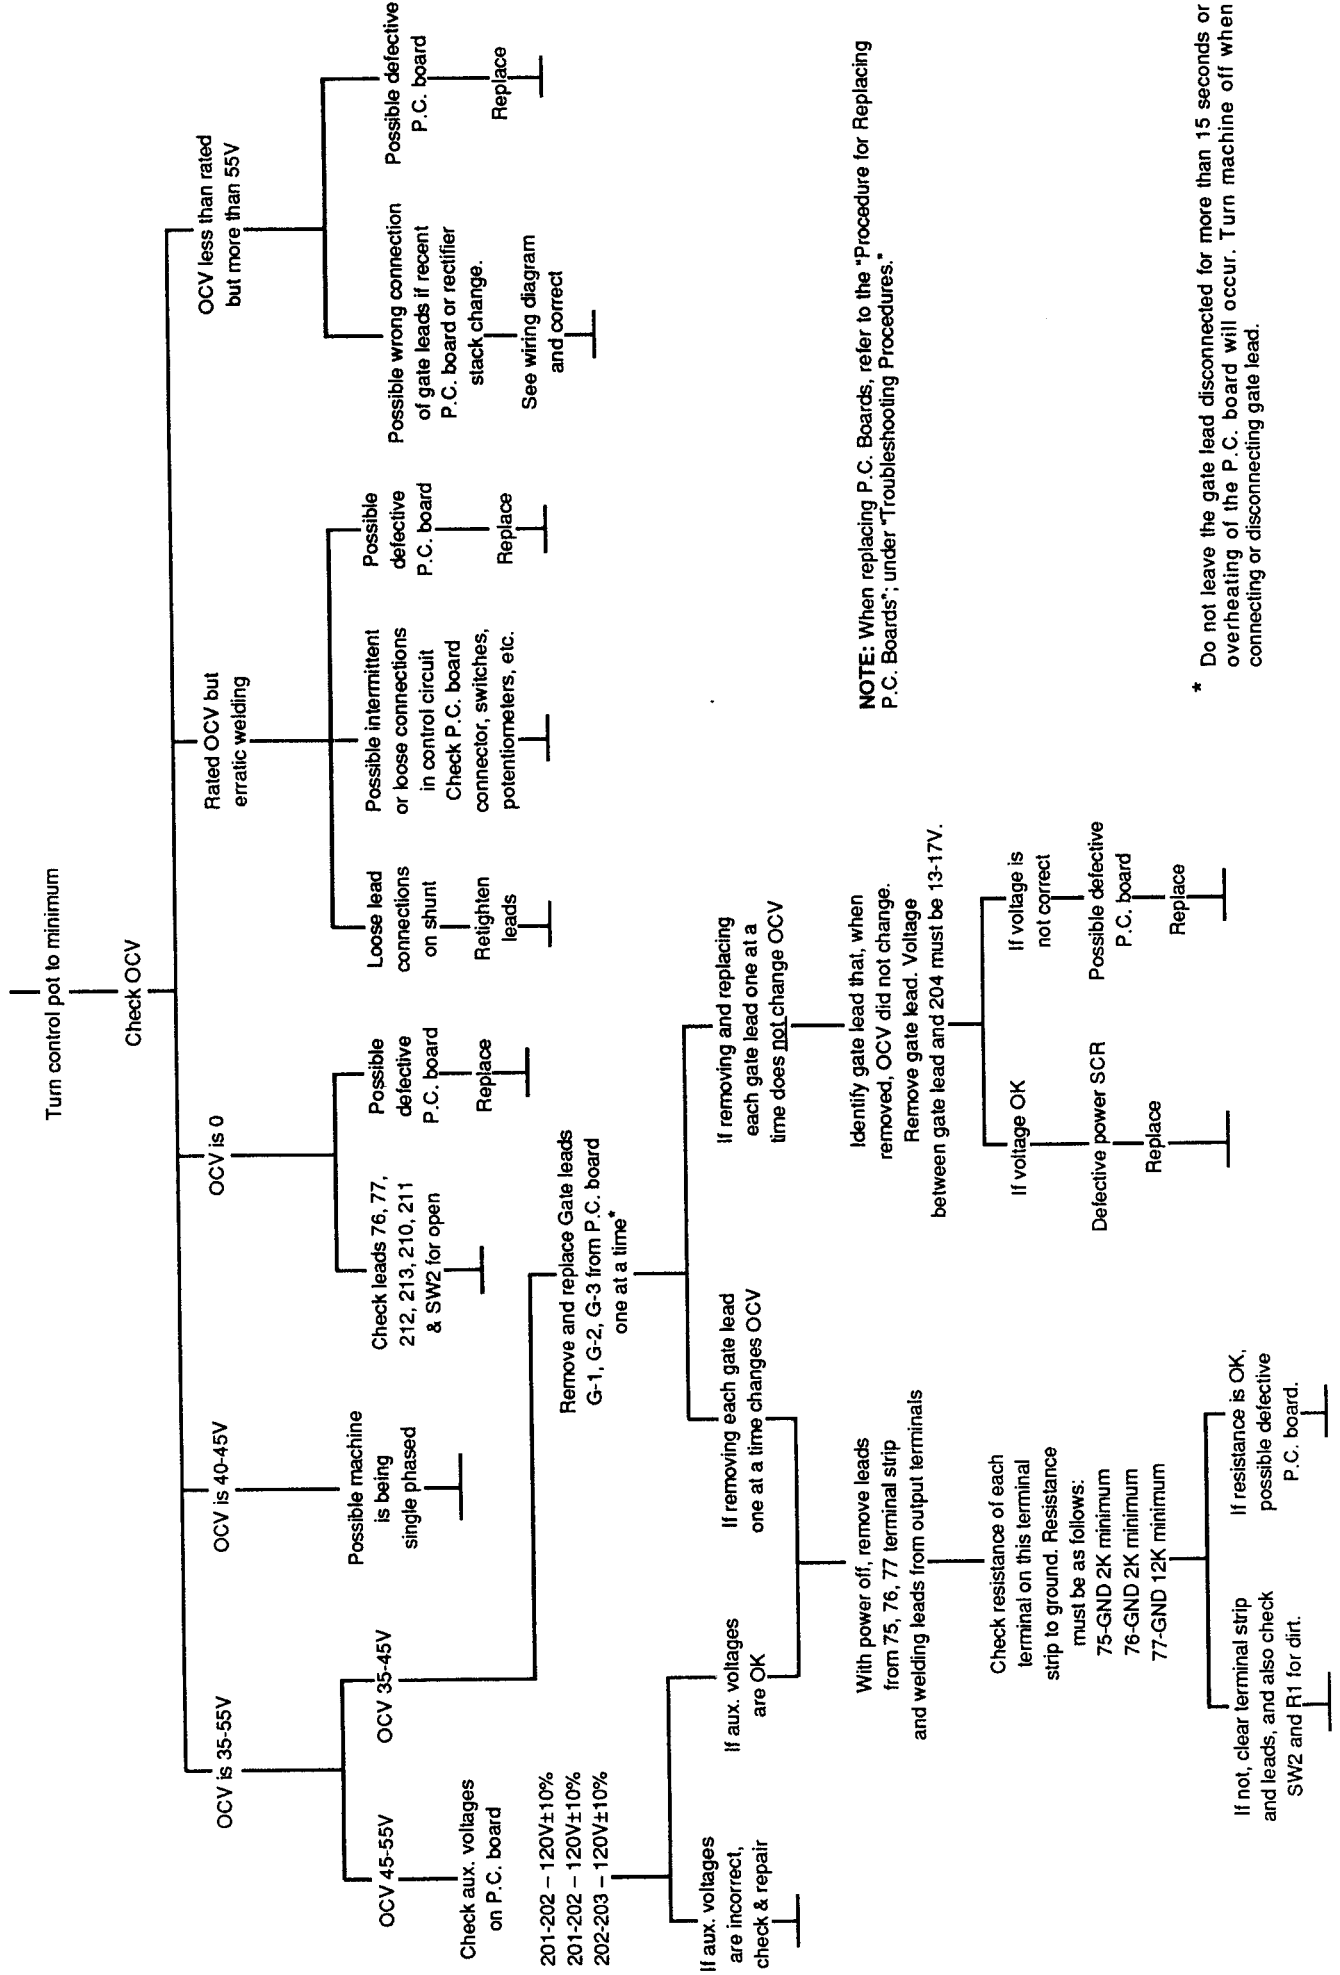 Turn control pot to minimum
Check OCV
OCV is 35-55V
OCV 45-55V
Check aux. voltages
on P.C. board
201-202 – 120V±10%
201-202 – 120V±10%
202-203 – 120V±10%
If aux. voltages
are incorrect,
check & repair
If aux. voltages
are OK
OCV 35-45V
Remove and replace Gate leads
G-1, G-2, G-3 from P.C. board
one at a time*
If removing each gate lead
one at a time changes OCV
With power off, remove leads
from 75, 76, 77 terminal strip
and welding leads from output terminals
Check resistance of each
terminal on this terminal
strip to ground. Resistance
must be as follows:
75-GND 2K minimum
76-GND 2K minimum
77-GND 12K minimum
If not, clear terminal strip
and leads, and also check
SW2 and R1 for dirt.
If resistance is OK,
possible defective
P.C. board.
If removing and replacing
each gate lead one at a
time does not change OCV
Identify gate lead that, when
removed, OCV did not change.
Remove gate lead. Voltage
between gate lead and 204 must be 13-17V.
If voltage OK
Defective power SCR
Replace
If voltage is
not correct
Possible defective
P.C. board
Replace
OCV is 40-45V
Possible machine
is being
single phased
OCV is 0
Check leads 76, 77,
212, 213, 210, 211
& SW2 for open
Possible
defective
P.C. board
Replace
Rated OCV but
erratic welding
Loose lead
connections
on shunt
Retighten
leads
Possible intermittent
or loose connections
in control circuit
Check P.C. board
connector, switches,
potentiometers, etc.
Possible
defective
P.C. board
Replace
OCV less than rated
but more than 55V
Possible wrong connection
of gate leads if recent
P.C. board or rectifier
stack change.
See wiring diagram
and correct
Possible defective
P.C. board
Replace
NOTE: When replacing P.C. Boards, refer to the "Procedure for Replacing
P.C. Boards"; under "Troubleshooting Procedures."
* Do not leave the gate lead disconnected for more than 15 seconds or
overheating of the P.C. board will occur. Turn machine off when
connecting or disconnecting gate lead.